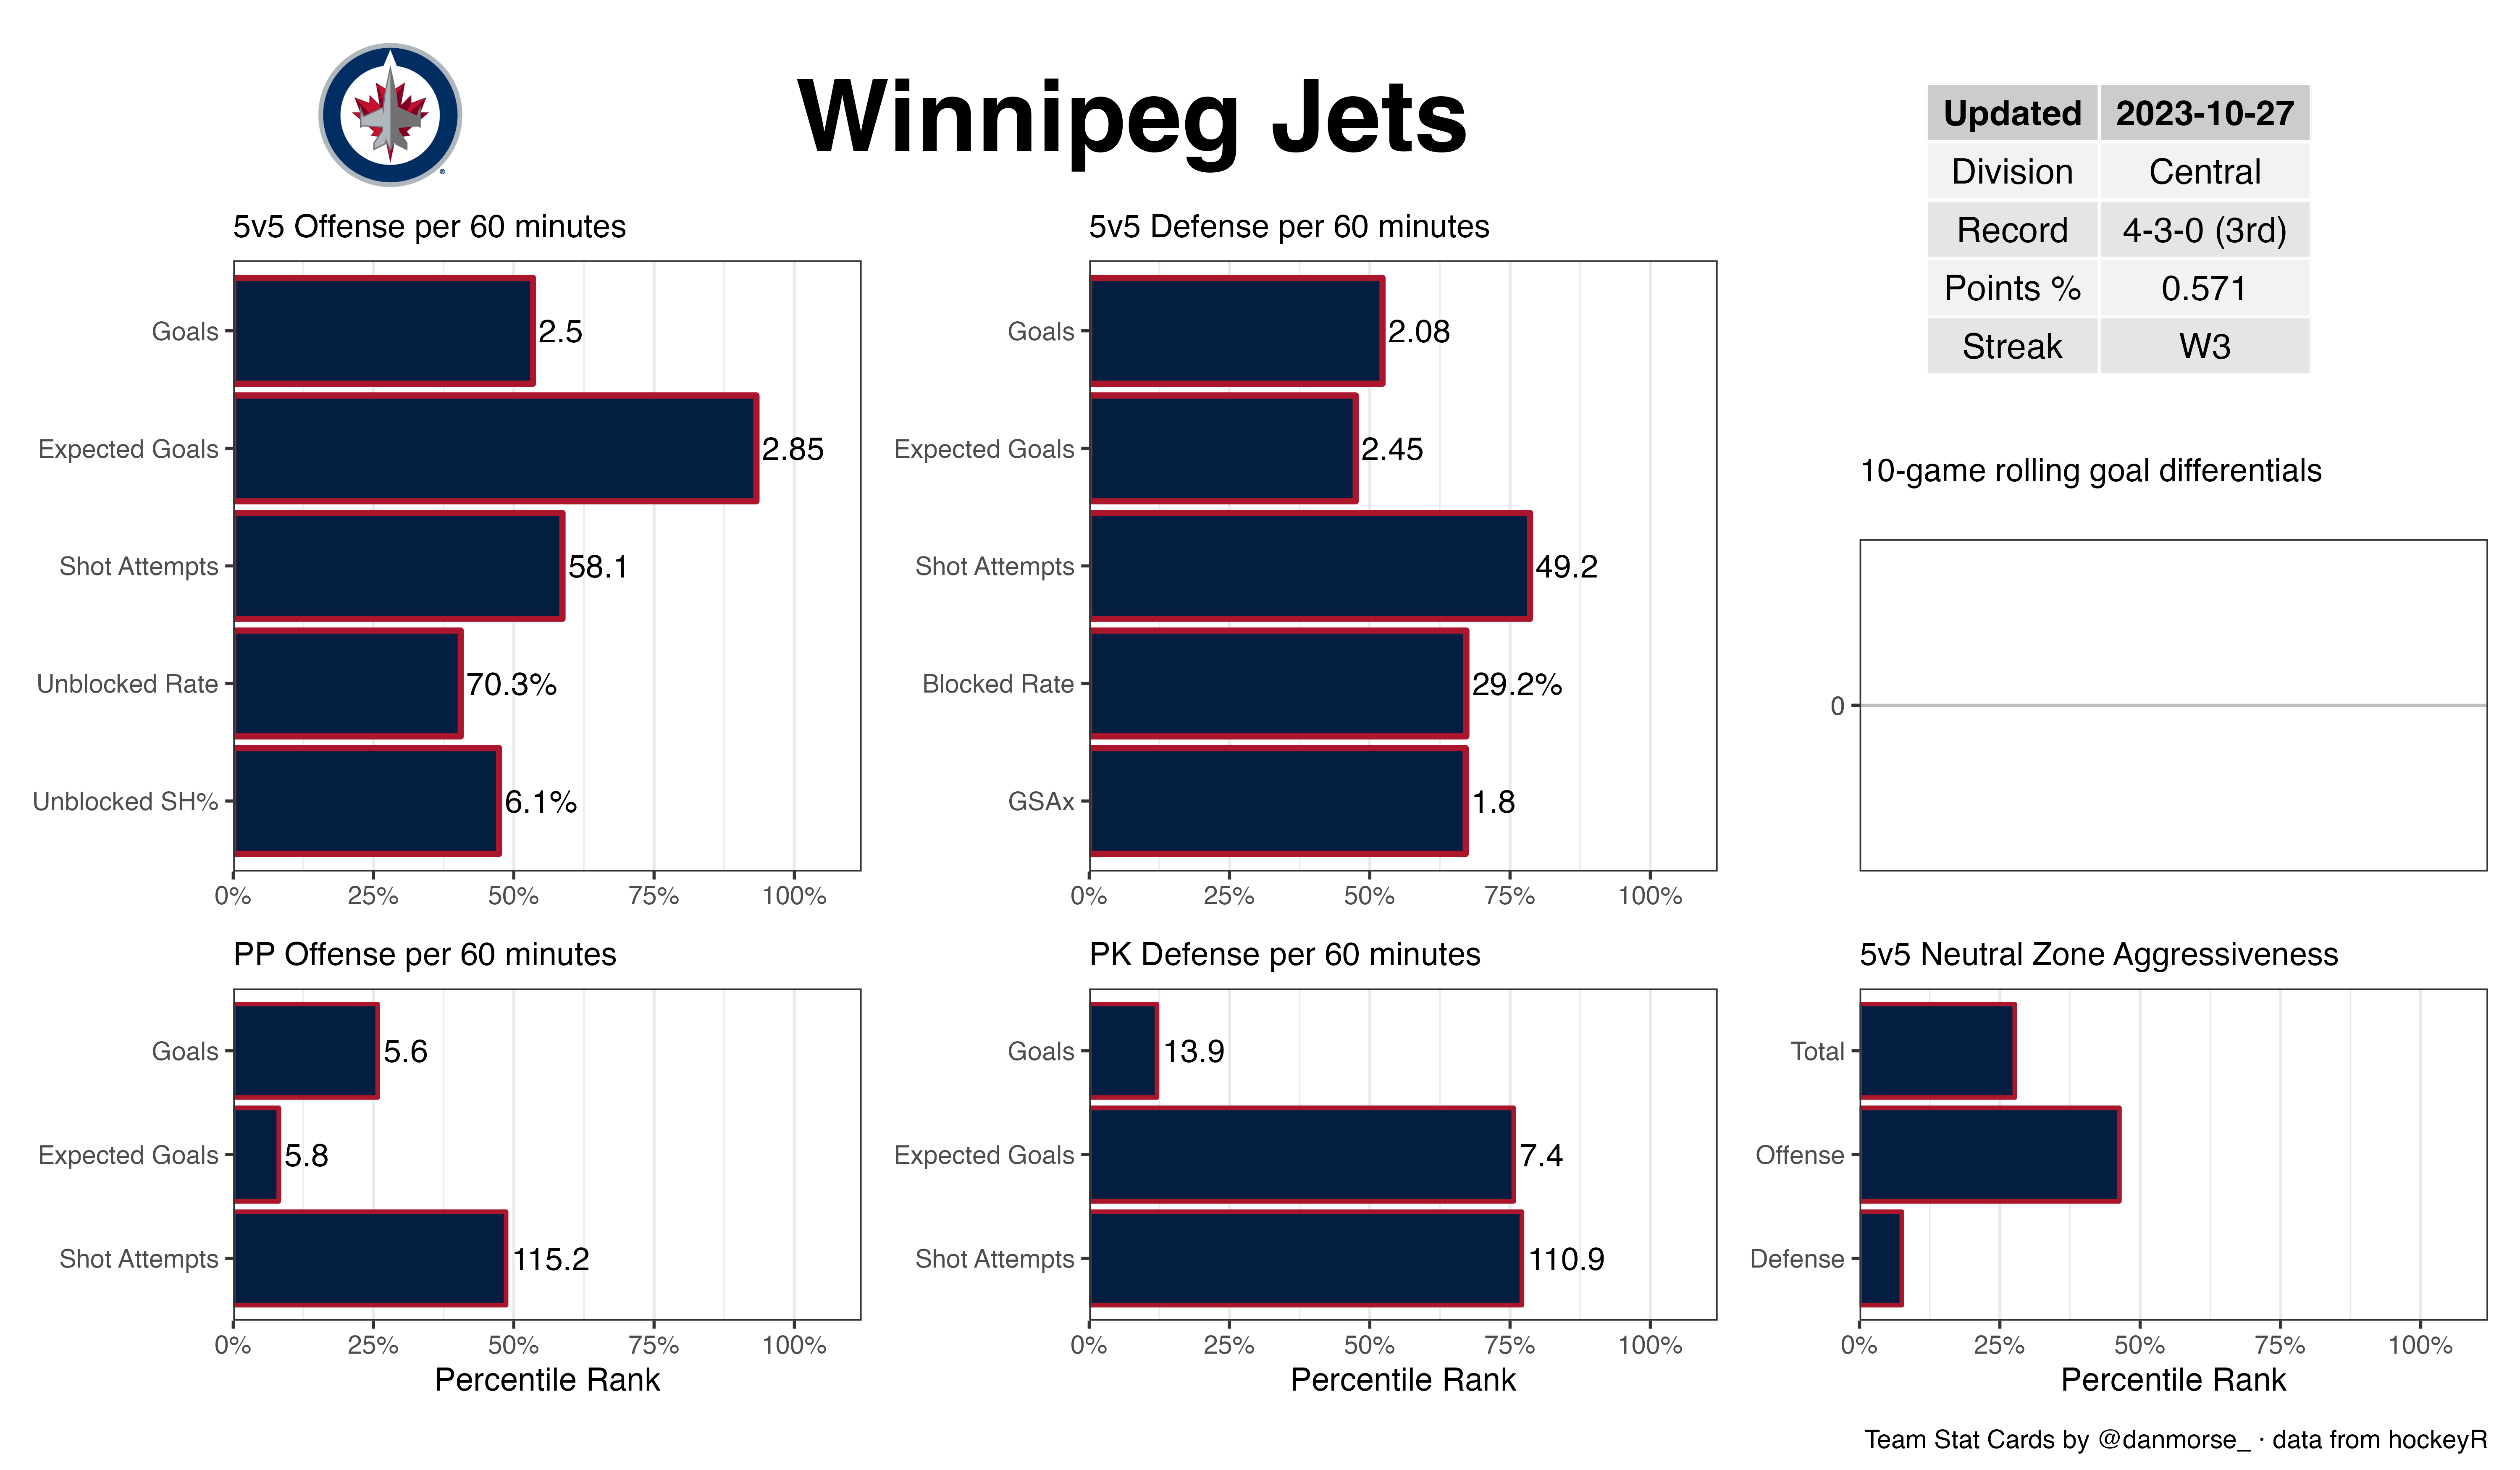 Winnipeg Jets
®
Updated 2023-10-27
Division Central
Record 4-3-0 (3rd)
Points % 0.571
Streak W3
5v5 Offense per 60 minutes
Goals 2.5
Expected Goals 2.85
Shot Attempts 58.1
Unblocked Rate 70.3%
Unblocked SH% 6.1%
0% 25% 50% 75% 100%
5v5 Defense per 60 minutes
Goals 2.08
Expected Goals 2.45
Shot Attempts 49.2
Blocked Rate 29.2%
GSAx 1.8
0% 25% 50% 75% 100%
10-game rolling goal differentials
0
PP Offense per 60 minutes
Goals 5.6
Expected Goals 5.8
Shot Attempts 115.2
0% 25% 50% 75% 100%
Percentile Rank
PK Defense per 60 minutes
Goals 13.9
Expected Goals 7.4
Shot Attempts 110.9
0% 25% 50% 75% 100%
Percentile Rank
5v5 Neutral Zone Aggressiveness
Total
Offense
Defense
0% 25% 50% 75% 100%
Percentile Rank
Team Stat Cards by @danmorse_ · data from hockeyR